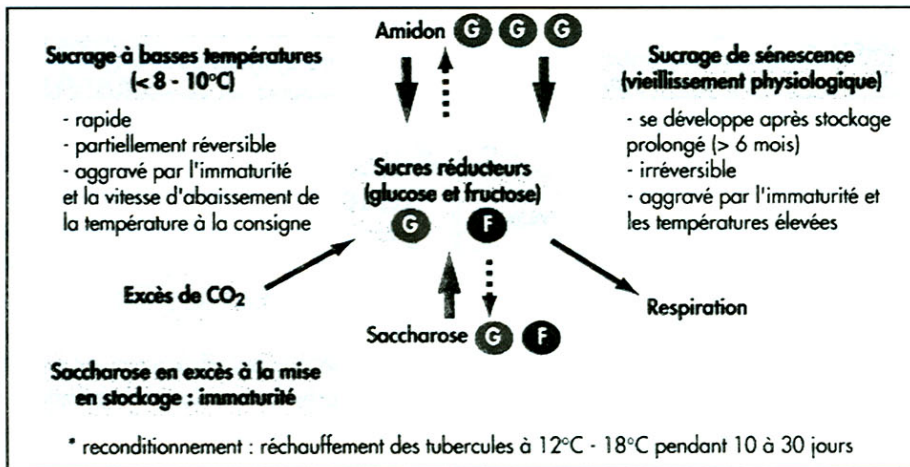 Amidon G G G
Sucrage à basses températures
(< 8 - 10°C)
- rapide
- partiellement réversible
- aggravé par l'immaturité
et la vitesse d'abaissement de
la température à la consigne
Sucrage de sénescence
(vieillissement physiologique)
- se développe après stockage
prolongé (> 6 mois)
- irréversible
- aggravé par l'immaturité et
les températures élevées
Sucres réducteurs
(glucose et fructose)
G F
Excès de CO2
Respiration
Saccharose G F
Saccharose en excès à la mise
en stockage : immaturité
* reconditionnement : réchauffement des tubercules à 12°C - 18°C pendant 10 à 30 jours